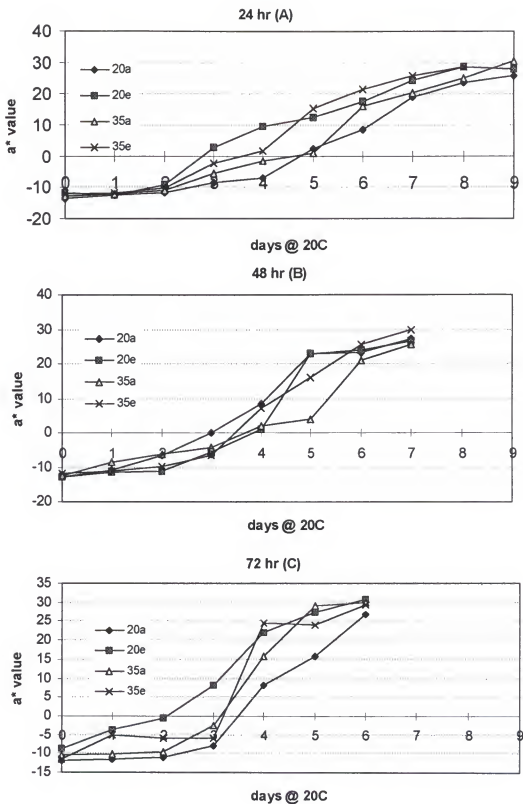 24 hr (A)
40
30
20
10
0
-10
-20
a* value
20a
20e
35a
35e
0 1 2 3 4 5 6 7 8 9
days @ 20C
48 hr (B)
40
30
20
10
0
-10
-20
a* value
20a
20e
35a
35e
0 1 2 3 4 5 6 7 8 9
days @ 20C
72 hr (C)
35
30
25
20
15
10
5
0
-5
-10
-15
a* value
20a
20e
35a
35e
0 1 2 3 4 5 6 7 8 9
days @ 20C